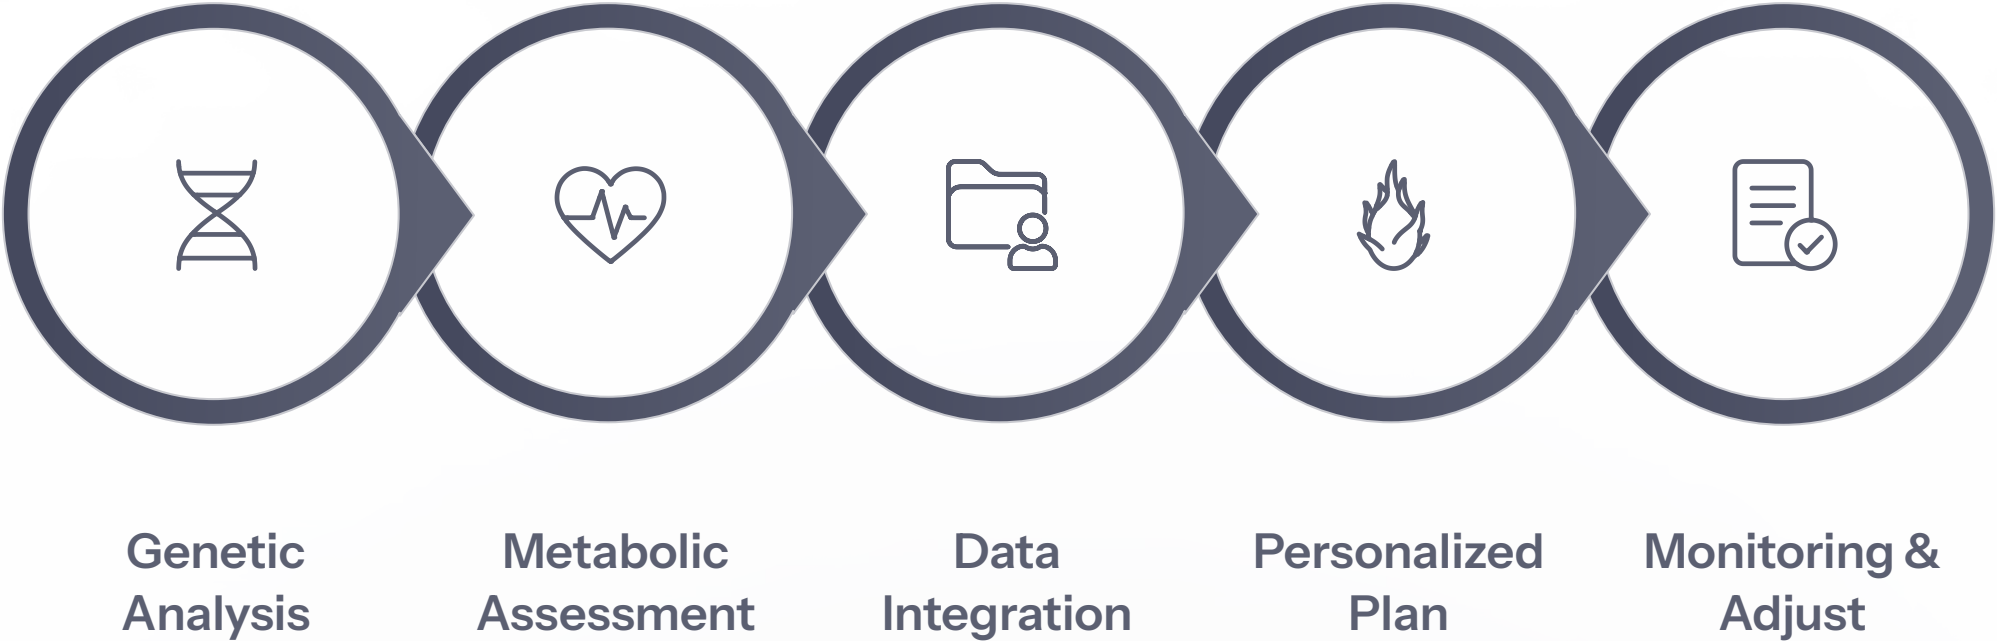 Genetic
Analysis
Metabolic
Assessment
Data
Integration
Personalized
Plan
Monitoring &
Adjust